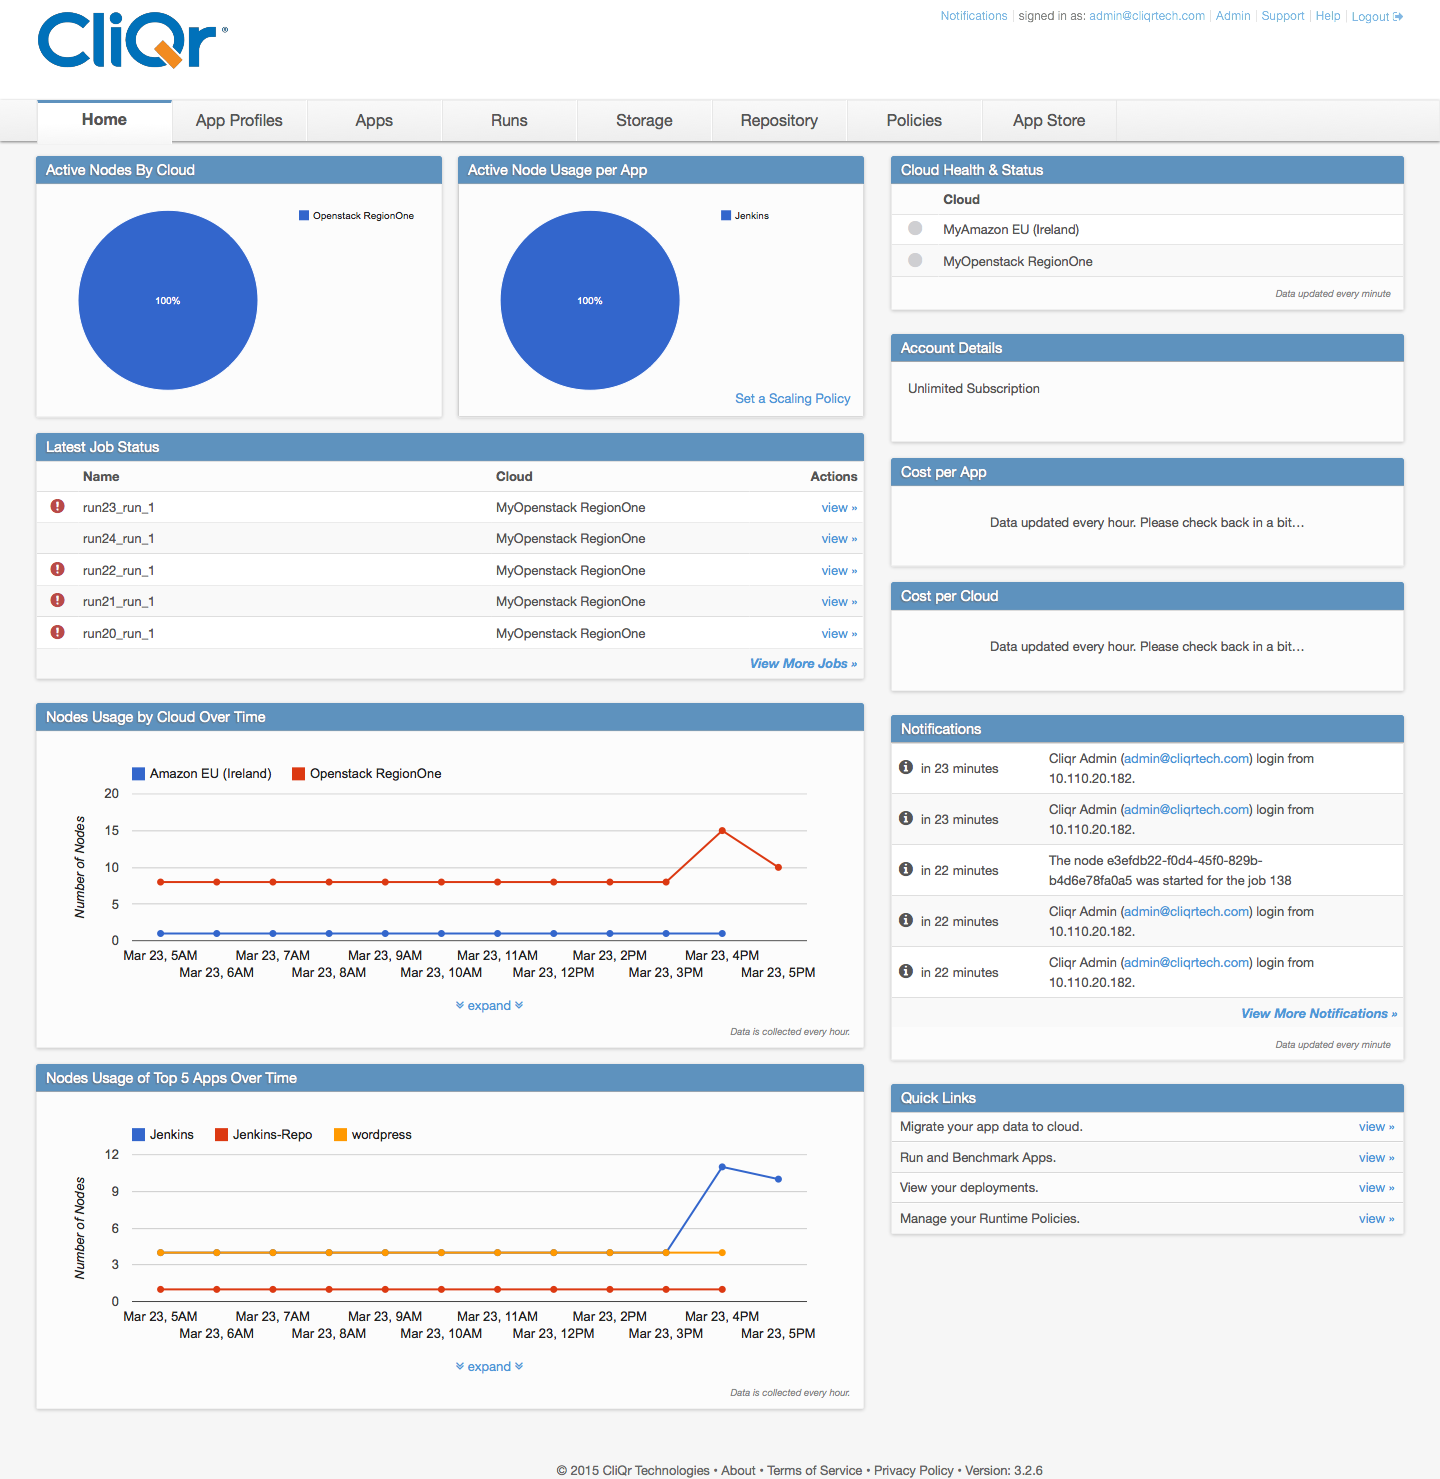 CliQr®
Notifications | signed in as: admin@cliqrtech.com | Admin | Support | Help | Logout
Home
App Profiles
Apps
Runs
Storage
Repository
Policies
App Store
Active Nodes By Cloud
Openstack RegionOne
100%
Active Node Usage per App
Jenkins
100%
Set a Scaling Policy
Latest Job Status
Name Cloud Actions
run23_run_1 MyOpenstack RegionOne view »
run24_run_1 MyOpenstack RegionOne view »
run22_run_1 MyOpenstack RegionOne view »
run21_run_1 MyOpenstack RegionOne view »
run20_run_1 MyOpenstack RegionOne view »
View More Jobs »
Nodes Usage by Cloud Over Time
Amazon EU (Ireland) Openstack RegionOne
Number of Nodes
20
15
10
5
0
Mar 23, 5AM Mar 23, 7AM Mar 23, 9AM Mar 23, 11AM Mar 23, 2PM Mar 23, 4PM
Mar 23, 6AM Mar 23, 8AM Mar 23, 10AM Mar 23, 12PM Mar 23, 3PM Mar 23, 5PM
expand
Data is collected every hour.
Nodes Usage of Top 5 Apps Over Time
Jenkins Jenkins-Repo wordpress
Number of Nodes
12
9
6
3
0
Mar 23, 5AM Mar 23, 7AM Mar 23, 9AM Mar 23, 11AM Mar 23, 2PM Mar 23, 4PM
Mar 23, 6AM Mar 23, 8AM Mar 23, 10AM Mar 23, 12PM Mar 23, 3PM Mar 23, 5PM
expand
Data is collected every hour.
Cloud Health & Status
Cloud
MyAmazon EU (Ireland)
MyOpenstack RegionOne
Data updated every minute
Account Details
Unlimited Subscription
Cost per App
Data updated every hour. Please check back in a bit...
Cost per Cloud
Data updated every hour. Please check back in a bit...
Notifications
in 23 minutes Cliqr Admin (admin@cliqrtech.com) login from
10.110.20.182.
in 23 minutes Cliqr Admin (admin@cliqrtech.com) login from
10.110.20.182.
in 22 minutes The node e3efdb22-f0d4-45f0-829b-
b4d6e78fa0a5 was started for the job 138
in 22 minutes Cliqr Admin (admin@cliqrtech.com) login from
10.110.20.182.
in 22 minutes Cliqr Admin (admin@cliqrtech.com) login from
10.110.20.182.
View More Notifications »
Data updated every minute
Quick Links
Migrate your app data to cloud. view »
Run and Benchmark Apps. view »
View your deployments. view »
Manage your Runtime Policies. view »
© 2015 CliQr Technologies • About • Terms of Service • Privacy Policy • Version: 3.2.6